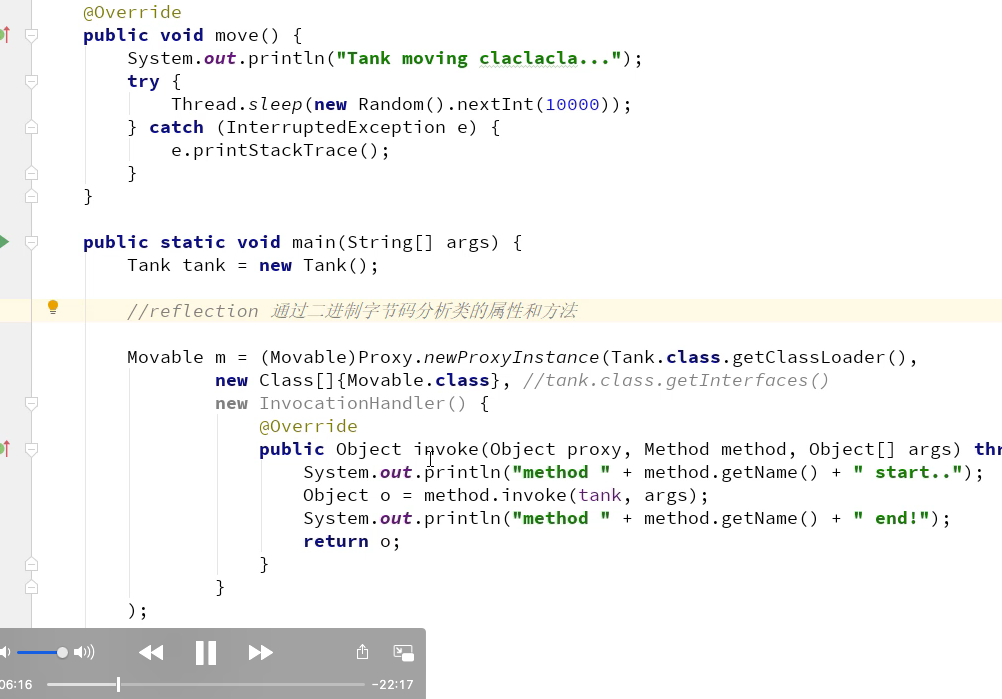 @Override
public void move() {
System.out.println("Tank moving claclacla...");
try {
Thread.sleep(new Random().nextInt(10000));
} catch (InterruptedException e) {
e.printStackTrace();
}
}
public static void main(String[] args) {
Tank tank = new Tank();
//reflection 通过二进制字节码分析类的属性和方法
Movable m = (Movable)Proxy.newProxyInstance(Tank.class.getClassLoader(),
new Class[]{Movable.class}, //tank.class.getInterfaces()
new InvocationHandler() {
@Override
public Object invoke(Object proxy, Method method, Object[] args) thr
System.out.println("method " + method.getName() + " start..");
Object o = method.invoke(tank, args);
System.out.println("method " + method.getName() + " end!");
return o;
}
}
);
06:16 -22:17